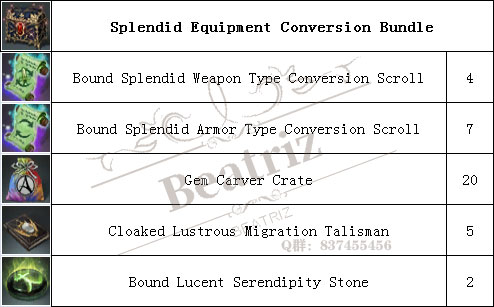 Splendid Equipment Conversion Bundle
Bound Splendid Weapon Type Conversion Scroll 4
Bound Splendid Armor Type Conversion Scroll 7
Gem Carver Crate 20
Beatriz
BEATRIZ
Cloaked Lustrous Migration Talisman 5
Q群: 837455456
Bound Lucent Serendipity Stone 2